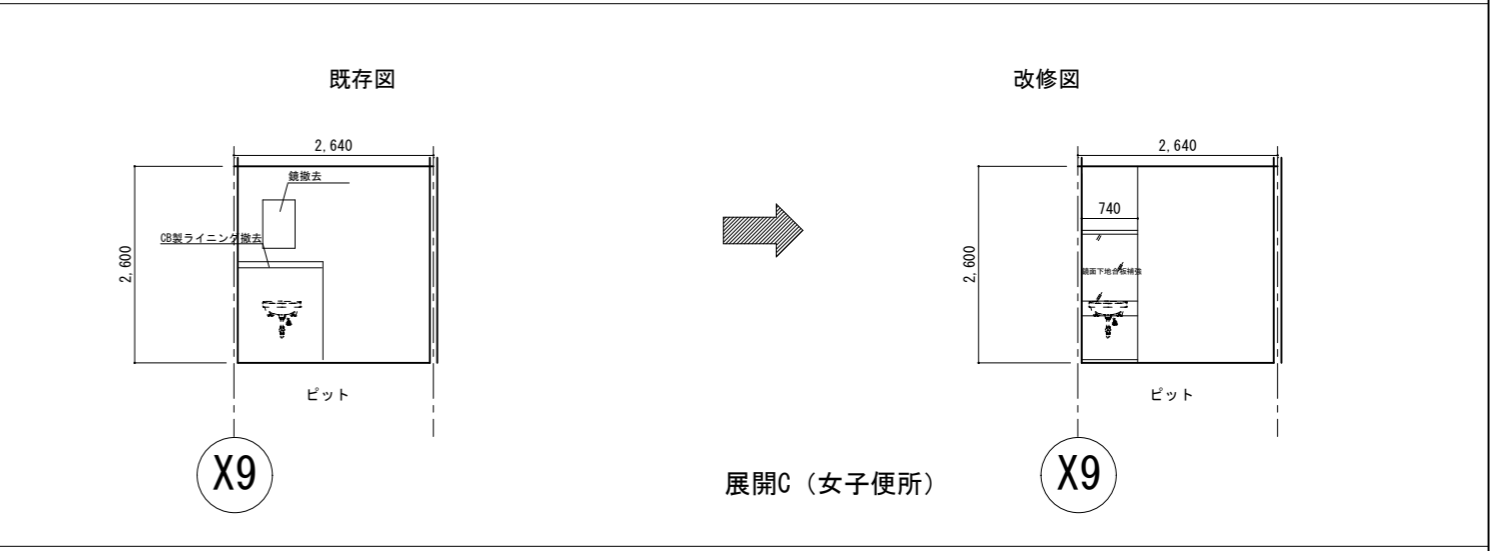 既存図
改修図
2,640
2,640
鏡撤去
740
CB製ライニング撤去
2,600
2,600
鏡面下地合板補強
ピット
ピット
X9
展開C（女子便所）
X9